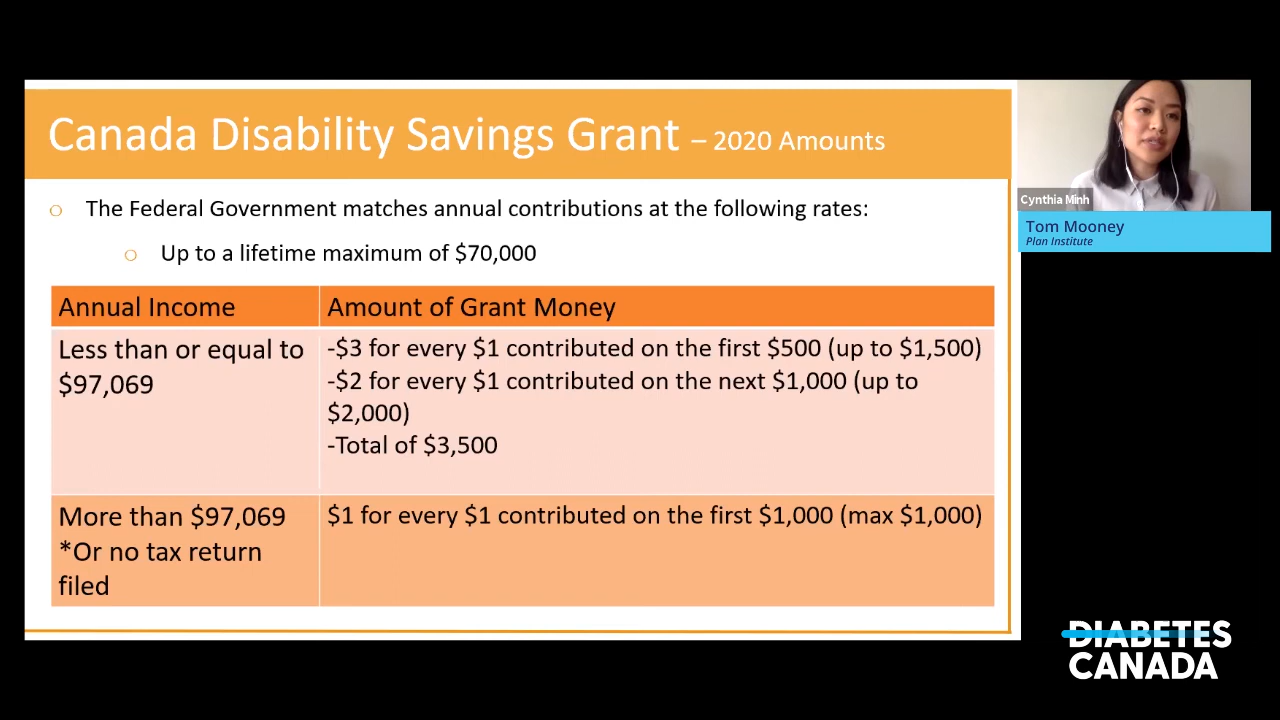 Canada Disability Savings Grant – 2020 Amounts
o The Federal Government matches annual contributions at the following rates:
o Up to a lifetime maximum of $70,000
Annual Income
Amount of Grant Money
Less than or equal to
$97,069
-$3 for every $1 contributed on the first $500 (up to $1,500)
-$2 for every $1 contributed on the next $1,000 (up to
$2,000)
-Total of $3,500
More than $97,069
*Or no tax return
filed
$1 for every $1 contributed on the first $1,000 (max $1,000)
Cynthia Minh
Tom Mooney
Plan Institute
DIABETES
CANADA